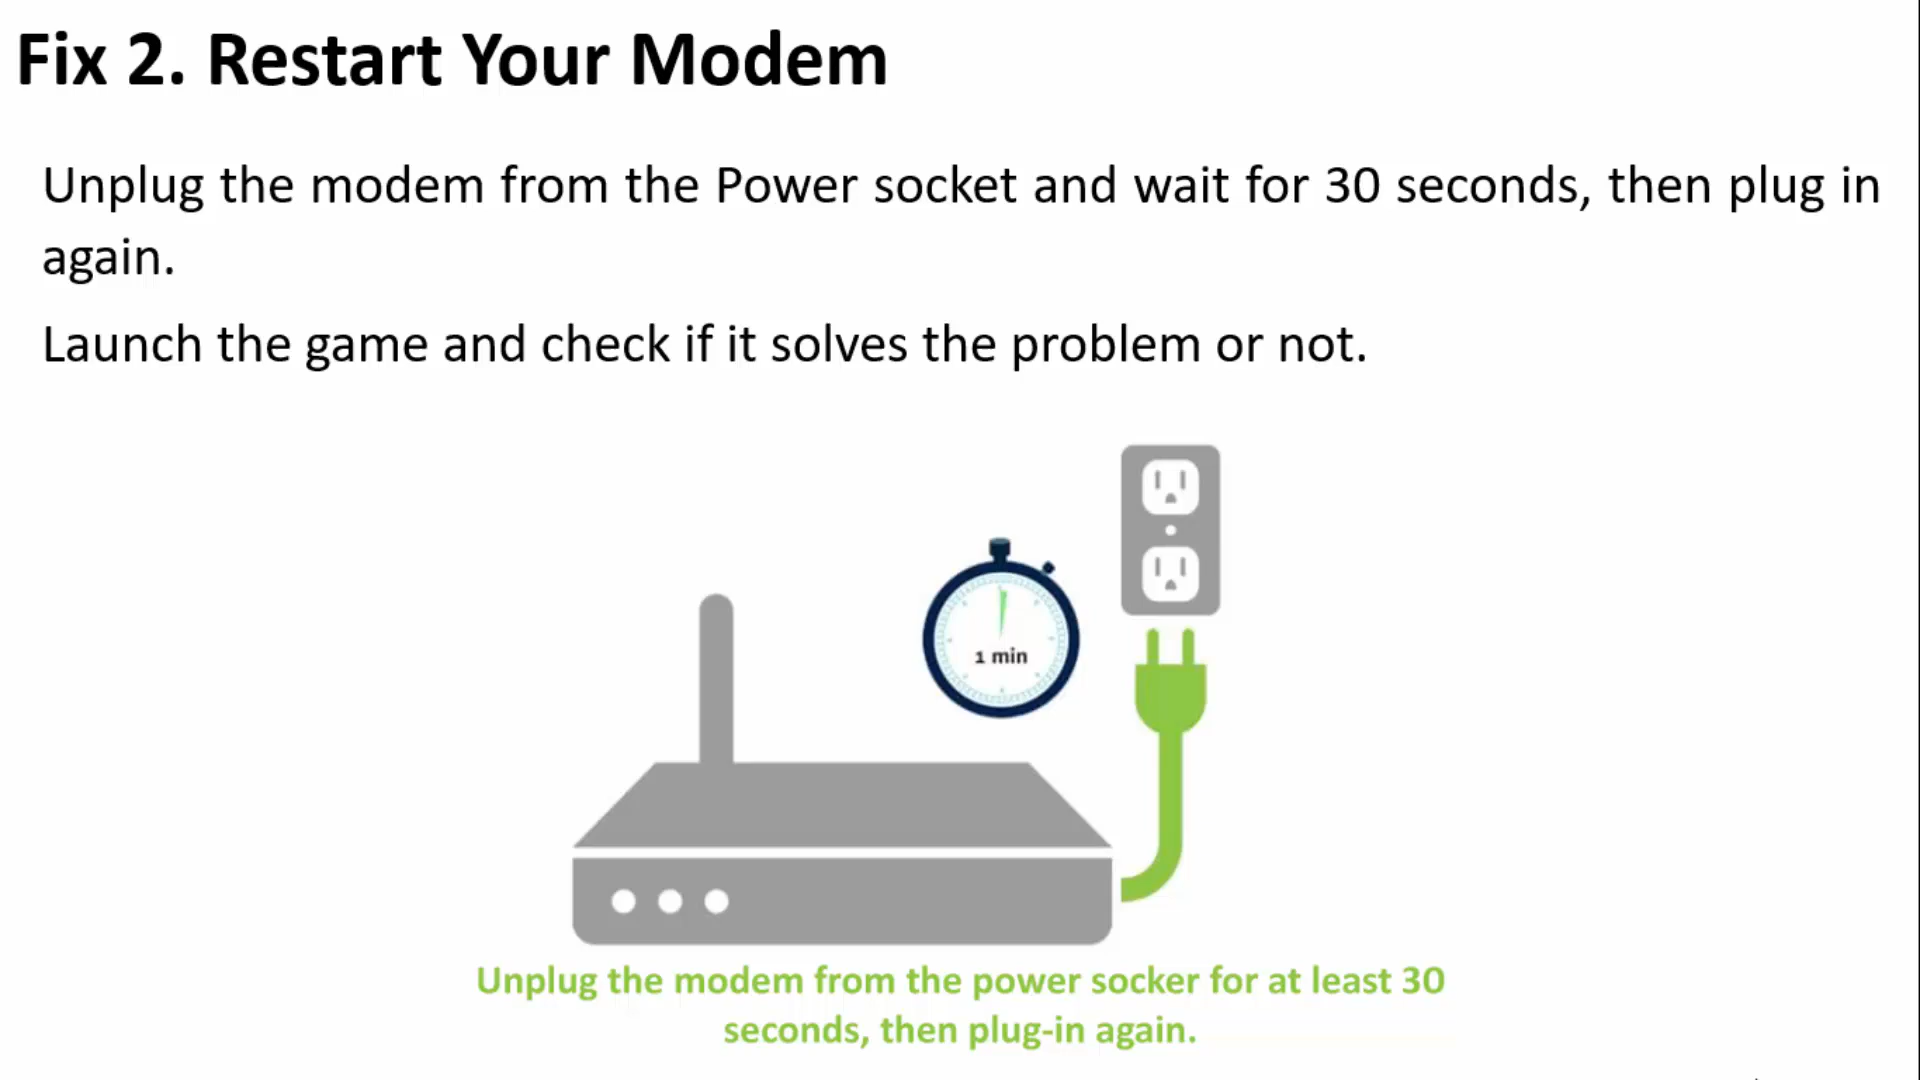 Fix 2. Restart Your Modem
Unplug the modem from the Power socket and wait for 30 seconds, then plug in
again.
Launch the game and check if it solves the problem or not.
1 min
Unplug the modem from the power socker for at least 30
seconds, then plug-in again.